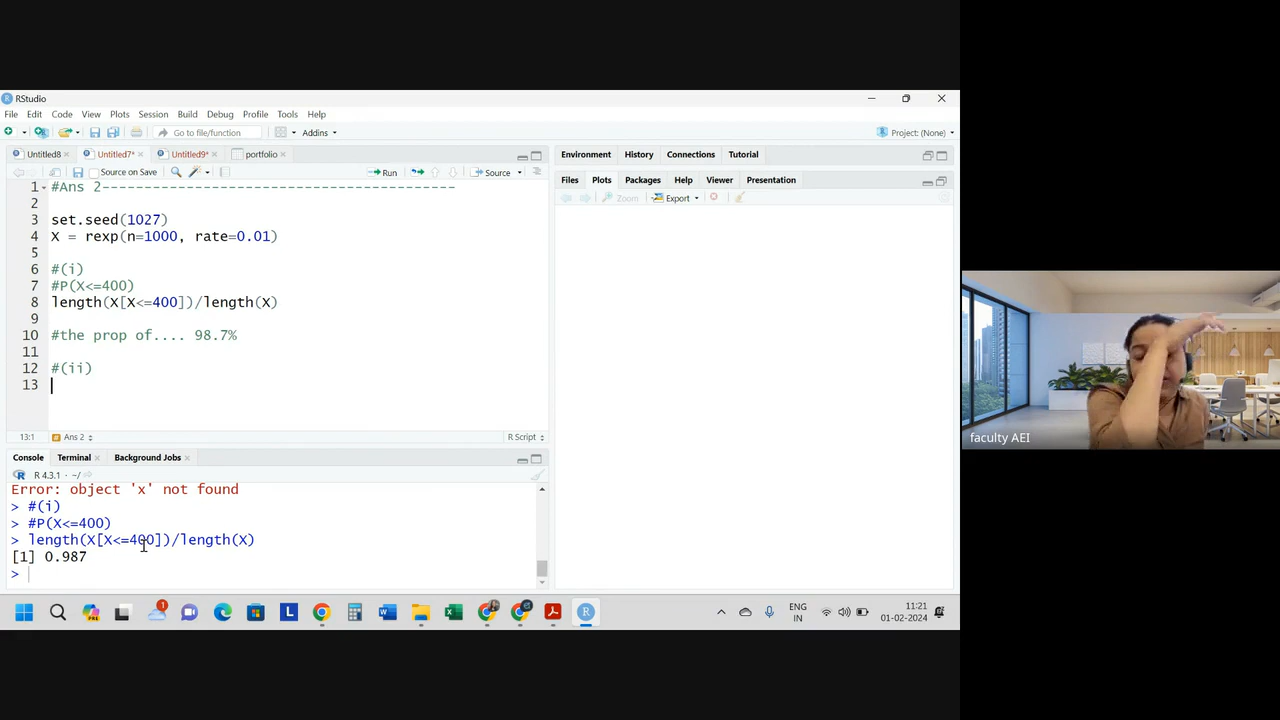 RStudio
File Edit Code View Plots Session Build Debug Profile Tools Help
Go to file/function Addins Project: (None)
Untitled8 Untitled7* Untitled9* portfolio
Source on Save Run Source
1 #Ans 2-----------------------------------------
2
3 set.seed(1027)
4 X = rexp(n=1000, rate=0.01)
5
6 #(i)
7 #P(X<=400)
8 length(X[X<=400])/length(X)
9
10 #the prop of.... 98.7%
11
12 #(ii)
13
13:1 Ans 2 R Script
Console Terminal Background Jobs
R 4.3.1 · ~/
Error: object 'x' not found
> #(i)
> #P(X<=400)
> length(X[X<=400])/length(X)
[1] 0.987
>
Environment History Connections Tutorial
Files Plots Packages Help Viewer Presentation
Zoom Export
faculty AEI
ENG
IN
11:21
01-02-2024